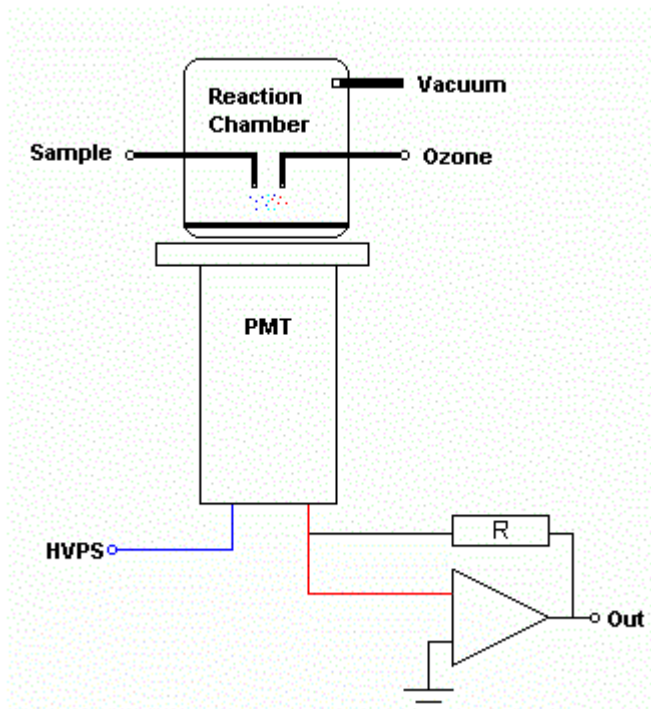 Reaction
Chamber
Vacuum
Sample
Ozone
PMT
HVPS
R
Out